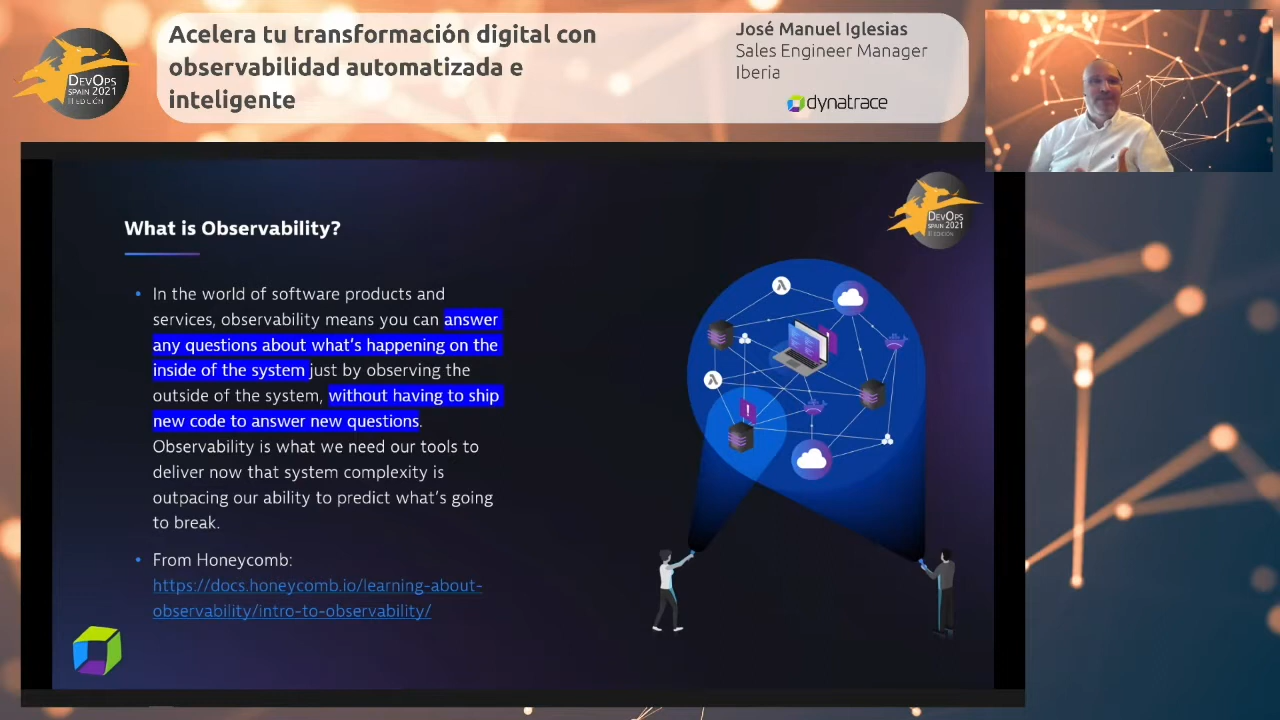 Acelera tu transformación digital con
observabilidad automatizada e
inteligente
José Manuel Iglesias
Sales Engineer Manager
Iberia
dynatrace
DEVOPS
SPAIN 2021
III EDICIÓN
What is Observability?
DEVOPS
SPAIN 2021
III EDICIÓN
• In the world of software products and
services, observability means you can answer
any questions about what's happening on the
inside of the system just by observing the
outside of the system, without having to ship
new code to answer new questions.
Observability is what we need our tools to
deliver now that system complexity is
outpacing our ability to predict what's going
to break.
• From Honeycomb:
https://docs.honeycomb.io/learning-about-
observability/intro-to-observability/